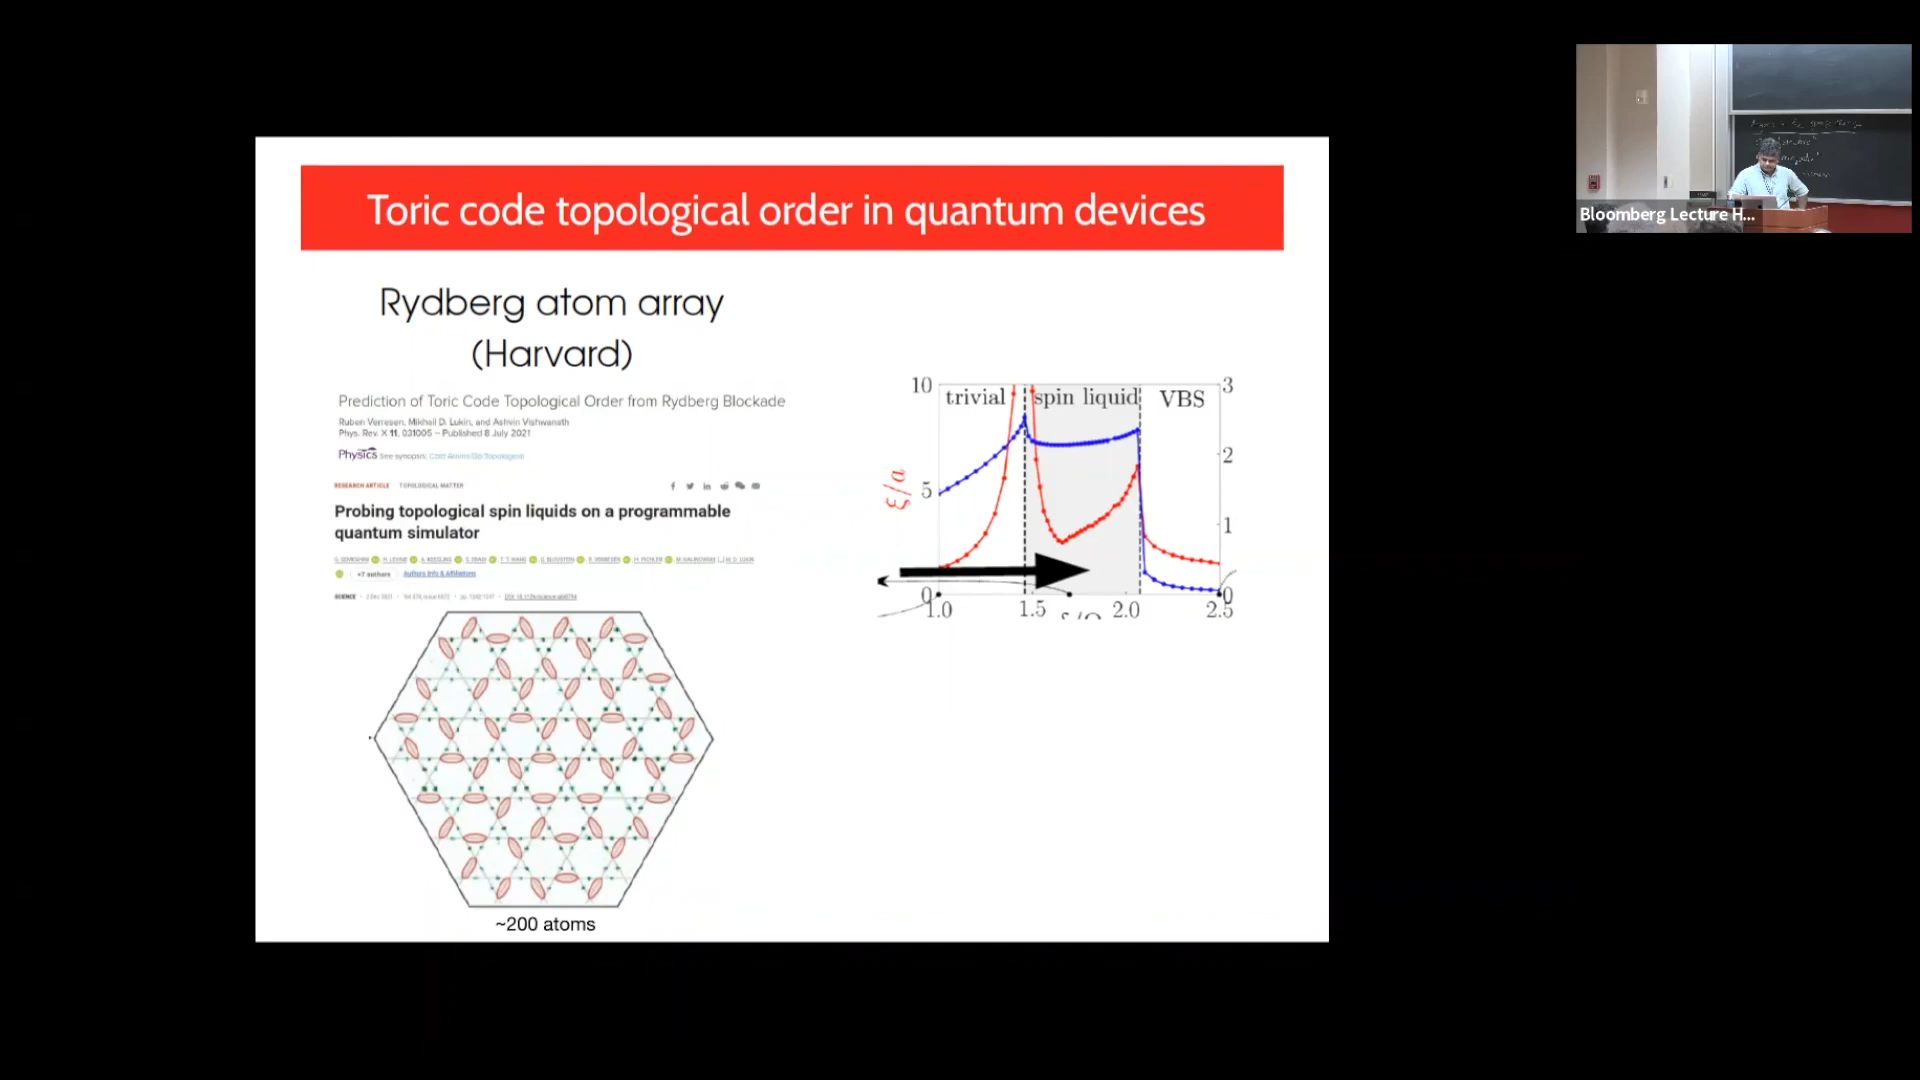 Toric code topological order in quantum devices
Rydberg atom array
(Harvard)
Prediction of Toric Code Topological Order from Rydberg Blockade
Ruben Verresen, Mikhail D. Lukin, and Ashvin Vishwanath
Phys. Rev. X 11, 031005 – Published 8 July 2021
Physics See synopsis:
RESEARCH ARTICLE TOPOLOGICAL MATTER
Probing topological spin liquids on a programmable
quantum simulator
+7 authors Authors Info & Affiliations
SCIENCE
~200 atoms
10 trivial spin liquid VBS 3
2
ξ/a 5
1
0 0
1.0 1.5 2.0 2.5
Bloomberg Lecture H...